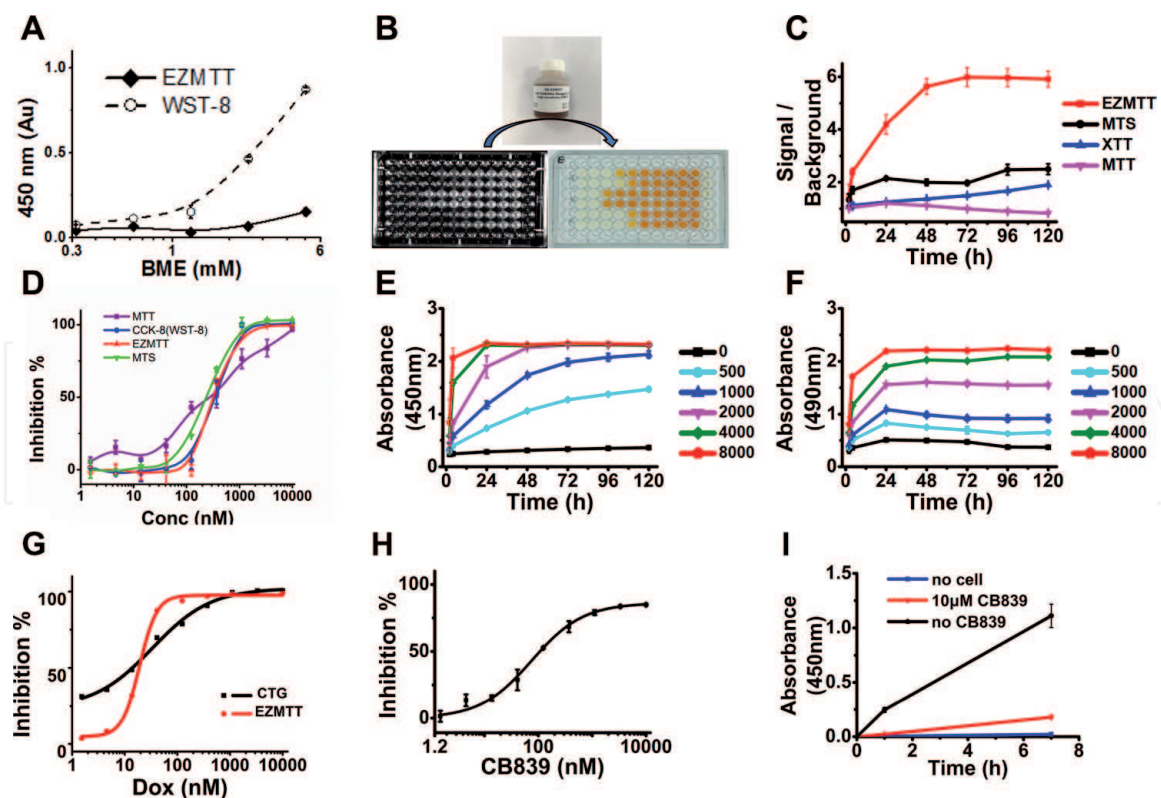 A
EZMTT
WST-8
450 nm (Au)
1.0
0.5
0.0
0.3
1
6
BME (mM)
B
C
Signal /
Background
6
4
2
0
EZMTT
MTS
XTT
MTT
0
24
48
72
96
120
Time (h)
D
MTT
CCK-8(WST-8)
EZMTT
MTS
Inhibition %
100
50
0
1
10
100
1000
10000
Conc (nM)
E
Absorbance
(450nm)
3
2
1
0
0
500
1000
2000
4000
8000
0
24
48
72
96
120
Time (h)
F
Absorbance
(490nm)
3
2
1
0
0
500
1000
2000
4000
8000
0
24
48
72
96
120
Time (h)
G
Inhibition %
100
50
0
CTG
EZMTT
1
10
100
1000
10000
Dox (nM)
H
Inhibition %
100
50
0
1.2
100
10000
CB839 (nM)
I
no cell
10µM CB839
no CB839
Absorbance
(450nm)
1.5
1.0
0.5
0.0
0
2
4
6
8
Time (h)